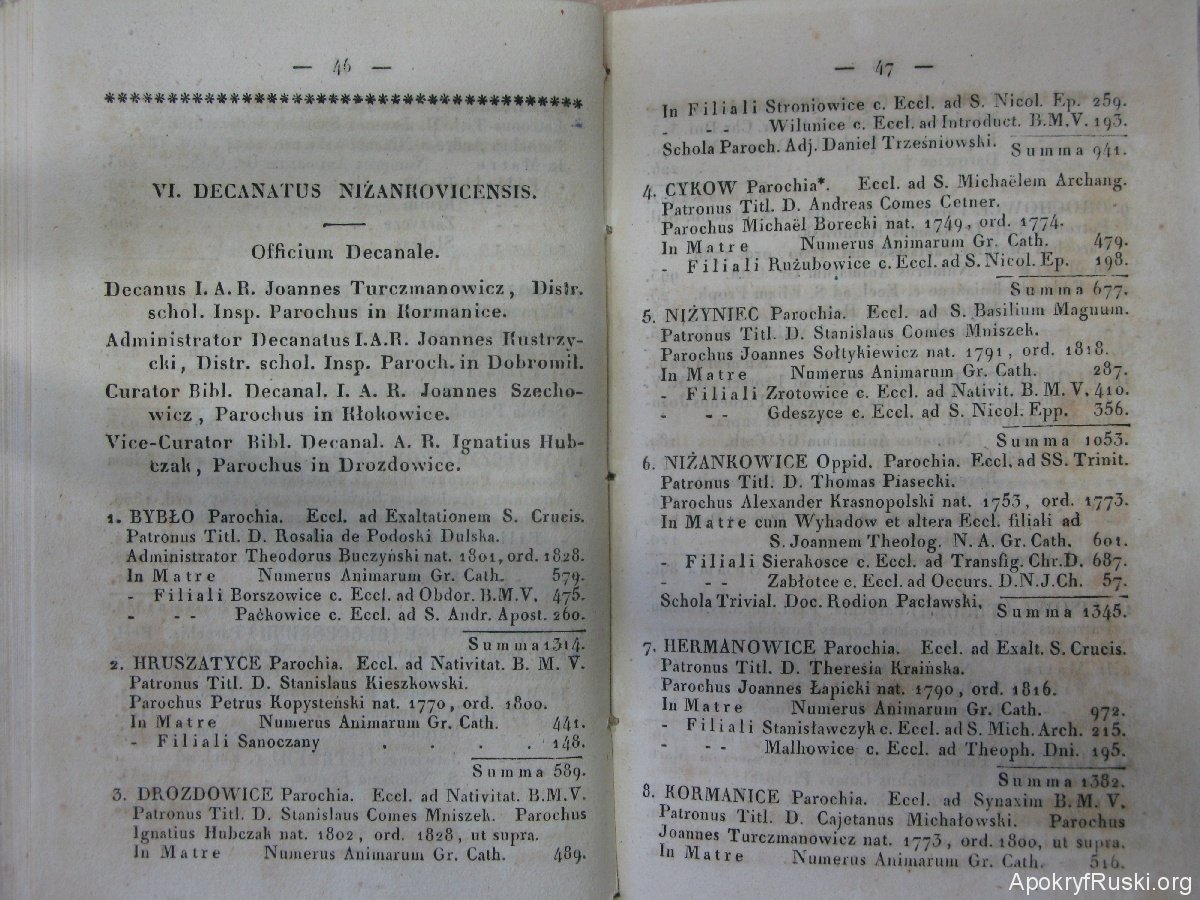 — 46 —
VI. DECANATUS NIŻANKOVICENSIS.
Officium Decanale.
Decanus I. A. R. Joannes Turczmanowicz, Distr.
schol. Insp. Parochus in Kormanice.
Administrator Decanatus I.A.R. Joannes Kustrzy-
cki, Distr. schol. Insp. Paroch. in Dobromil.
Curator Bibl. Decanal. I. A. R. Joannes Szecho-
wicz, Parochus in Kłokowice.
Vice-Curator Bibl. Decanal. A. R. Ignatius Hub-
czak, Parochus in Drozdowice.
1. BYBŁO Parochia. Eccl. ad Exaltationem S. Crucis.
Patronus Titl. D. Rosalia de Podoski Dulska.
Administrator Theodorus Buczyński nat. 1801, ord. 1828.
In Matre Numerus Animarum Gr. Cath. 579.
- Filiali Borszowice c. Eccl. ad Obdor. B.M.V. 475.
- - - Paćkowice c. Eccl. ad S. Andr. Apost. 260.
Summa 1314.
2. HRUSZATYCE Parochia. Eccl. ad Nativitat. B. M. V.
Patronus Titl. D. Stanislaus Kieszkowski.
Parochus Petrus Kopysteński nat. 1770, ord. 1800.
In Matre Numerus Animarum Gr. Cath. 441.
- Filiali Sanoczany . . . . 148.
Summa 589.
3. DROZDOWICE Parochia. Eccl. ad Nativitat. B.M.V.
Patronus Titl. D. Stanislaus Comes Mniszek. Parochus
Ignatius Hubczak nat. 1802, ord. 1828, ut supra.
In Matre Numerus Animarum Gr. Cath. 489.
— 47 —
In Filiali Stroniowice c. Eccl. ad S. Nicol. Ep. 259.
- - - Wilunice c. Eccl. ad Introduct. B.M.V. 193.
Schola Paroch. Adj. Daniel Trześniowski. Summa 941.
4. CYKOW Parochia*. Eccl. ad S. Michaëlem Archang.
Patronus Titl. D. Andreas Comes Cetner.
Parochus Michaël Borecki nat. 1749, ord. 1774.
In Matre Numerus Animarum Gr. Cath. 479.
- Filiali Rużubowice c. Eccl. ad S. Nicol. Ep. 198.
Summa 677.
5. NIŻYNIEC Parochia. Eccl. ad S. Basilium Magnum.
Patronus Titl. D. Stanislaus Comes Mniszek.
Parochus Joannes Sołtykiewicz nat. 1791, ord. 1818.
In Matre Numerus Animarum Gr. Cath. 287.
- Filiali Zrotowice c. Eccl. ad Nativit. B. M. V. 410.
- - - Gdeszyce c. Eccl. ad S. Nicol. Epp. 356.
Summa 1053.
6. NIŻANKOWICE Oppid. Parochia. Eccl. ad SS. Trinit.
Patronus Titl. D. Thomas Piasecki.
Parochus Alexander Krasnopolski nat. 1753, ord. 1773.
In Matre cum Wyhadow et altera Eccl. filiali ad
S. Joannem Theolog. N. A. Gr. Cath. 601.
- Filiali Sierakosce c. Eccl. ad Transfig. Chr.D. 687.
- - - Zabłotce c. Eccl. ad Occurs. D.N.J.Ch. 57.
Schola Trivial. Doc. Rodion Pacławski. Summa 1345.
7. HERMANOWICE Parochia. Eccl. ad Exalt. S. Crucis.
Patronus Titl. D. Theresia Kraińska.
Parochus Joannes Łapicki nat. 1790, ord. 1816.
In Matre Numerus Animarum Gr. Cath. 972.
- Filiali Stanisławczyk c. Eccl. ad S. Mich. Arch. 215.
- - - Malhowice c. Eccl. ad Theoph. Dni. 195.
Summa 1382.
8. KORMANICE Parochia. Eccl. ad Synaxim B. M. V.
Patronus Titl. D. Cajetanus Michałowski. Parochus
Joannes Turczmanowicz nat. 1773, ord. 1800, ut supra.
In Matre Numerus Animarum Gr. Cath. 516.
ApokryfRuski.org